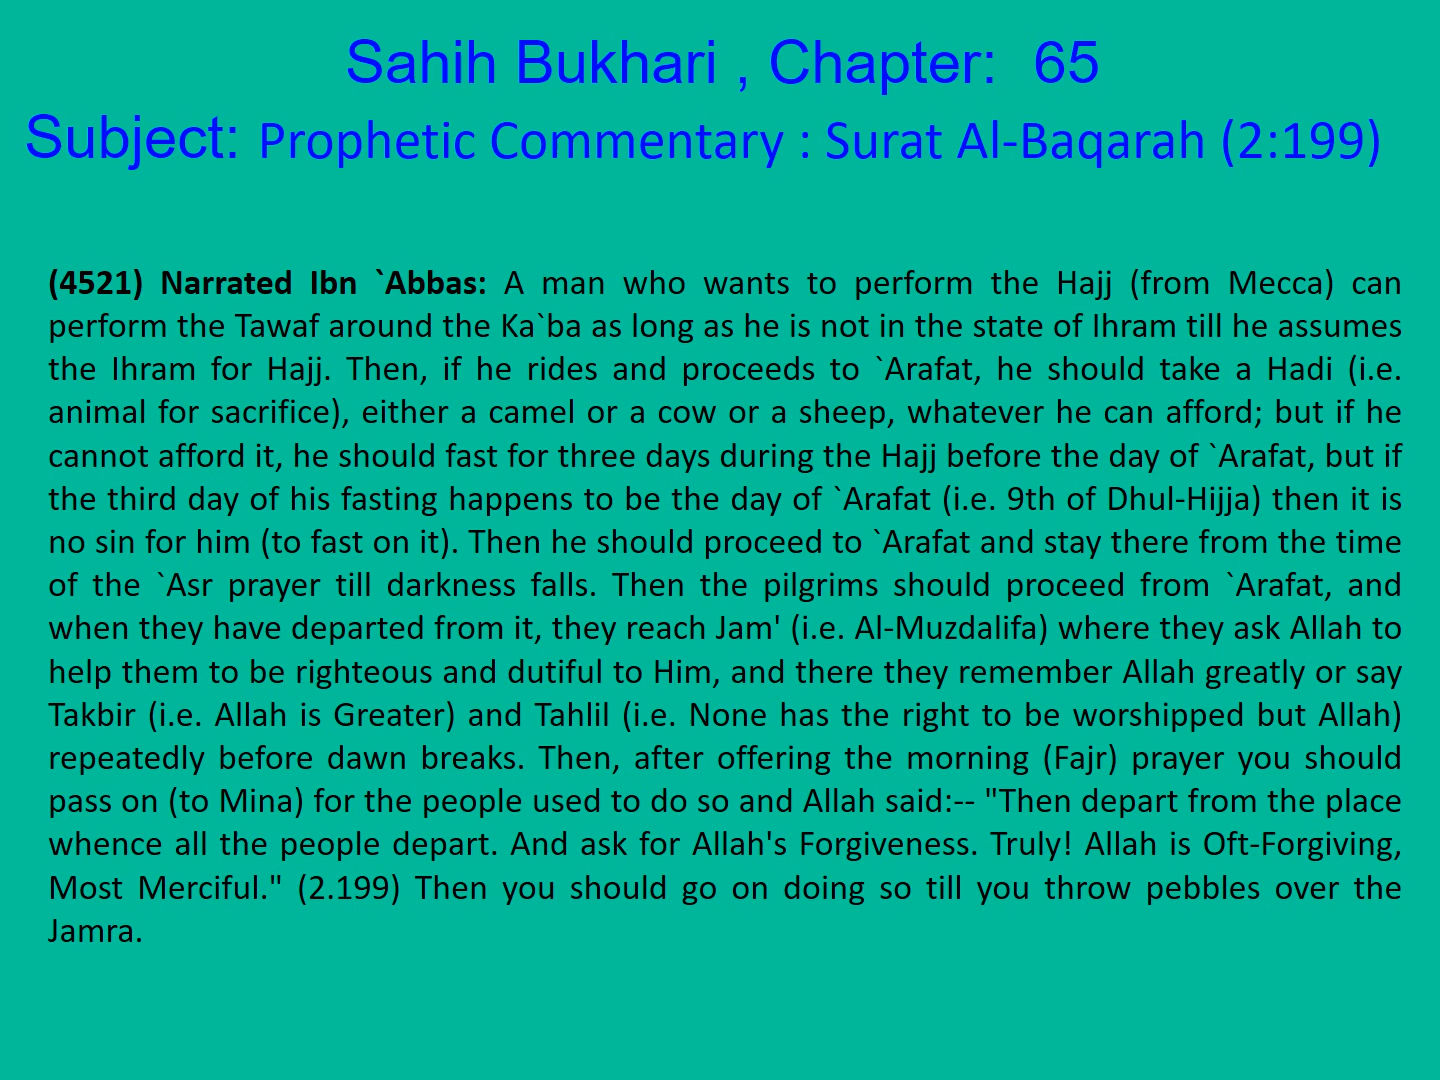 Sahih Bukhari , Chapter:  65
Subject: Prophetic Commentary : Surat Al-Baqarah (2:199)
(4521) Narrated Ibn `Abbas: A man who wants to perform the Hajj (from Mecca) can
perform the Tawaf around the Ka`ba as long as he is not in the state of Ihram till he assumes
the Ihram for Hajj. Then, if he rides and proceeds to `Arafat, he should take a Hadi (i.e.
animal for sacrifice), either a camel or a cow or a sheep, whatever he can afford; but if he
cannot afford it, he should fast for three days during the Hajj before the day of `Arafat, but if
the third day of his fasting happens to be the day of `Arafat (i.e. 9th of Dhul-Hijja) then it is
no sin for him (to fast on it). Then he should proceed to `Arafat and stay there from the time
of the `Asr prayer till darkness falls. Then the pilgrims should proceed from `Arafat, and
when they have departed from it, they reach Jam' (i.e. Al-Muzdalifa) where they ask Allah to
help them to be righteous and dutiful to Him, and there they remember Allah greatly or say
Takbir (i.e. Allah is Greater) and Tahlil (i.e. None has the right to be worshipped but Allah)
repeatedly before dawn breaks. Then, after offering the morning (Fajr) prayer you should
pass on (to Mina) for the people used to do so and Allah said:-- "Then depart from the place
whence all the people depart. And ask for Allah's Forgiveness. Truly! Allah is Oft-Forgiving,
Most Merciful." (2.199) Then you should go on doing so till you throw pebbles over the
Jamra.